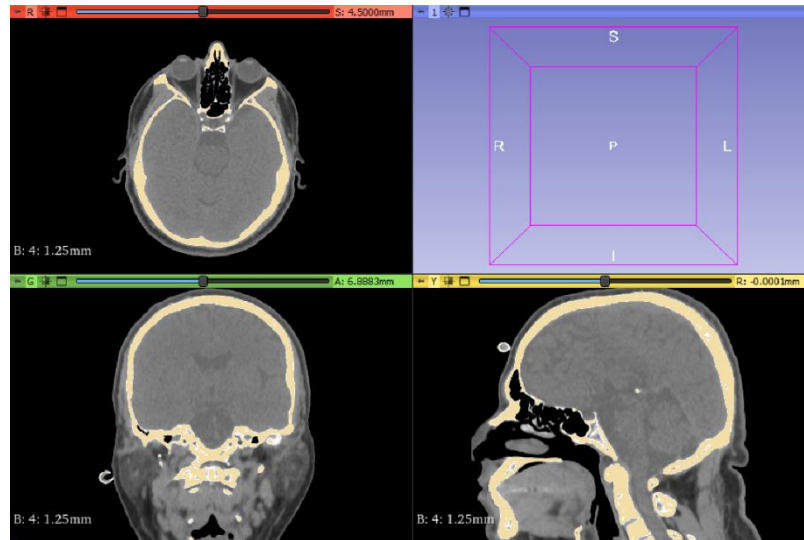 R S: 4.5000mm
1
S
R P L
I
B: 4: 1.25mm
G A: 6.8883mm
Y R: -0.0001mm
B: 4: 1.25mm
B: 4: 1.25mm